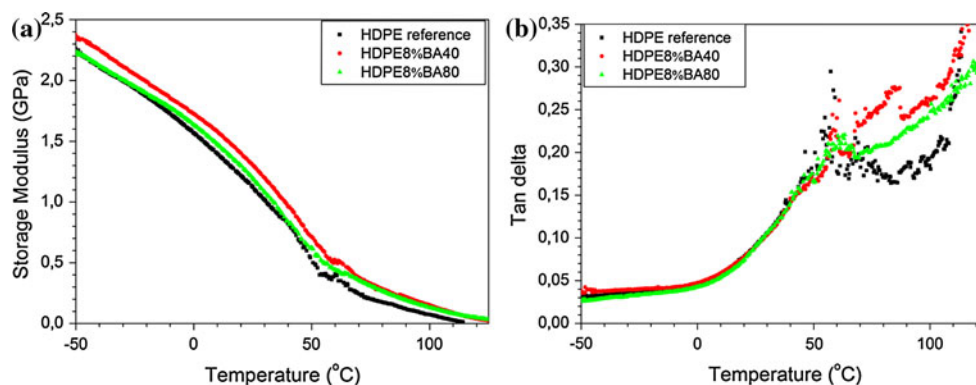 (a)
2,5
2,0
1,5
1,0
0,5
0,0
-50
0
50
100
Storage Modulus (GPa)
Temperature (°C)
HDPE reference
HDPE8%BA40
HDPE8%BA80
(b)
0,35
0,30
0,25
0,20
0,15
0,10
0,05
0,00
-50
0
50
100
Tan delta
Temperature (°C)
HDPE reference
HDPE8%BA40
HDPE8%BA80